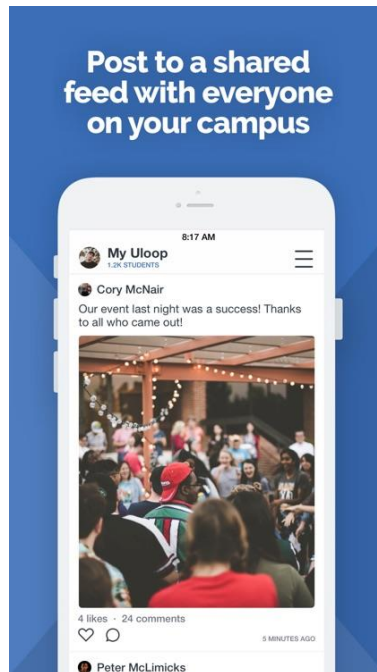 Post to a shared
feed with everyone
on your campus
8:17 AM
My Uloop
1.2K STUDENTS
Cory McNair
Our event last night was a success! Thanks
to all who came out!
4 likes · 24 comments
5 MINUTES AGO
Peter McLimicks